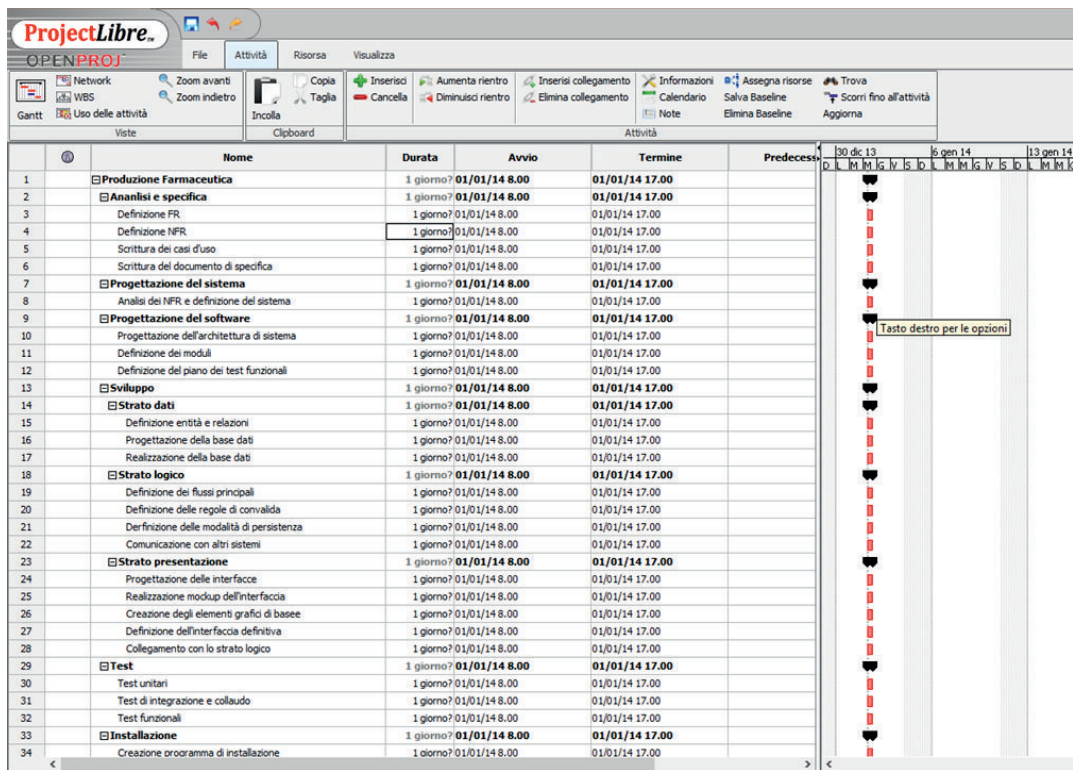 ProjectLibre™
OPENPROJ
File Attività Risorsa Visualizza
Network Zoom avanti Copia Inserisci Aumenta rientro Inserisi collegamento Informazioni Assegna risorse Trova
WBS Zoom indietro Taglia Cancella Diminuisci rientro Elimina collegamento Calendario Salva Baseline Scorri fino all'attività
Gantt Uso delle attività Incolla Note Elimina Baseline Aggiorna
Viste Clipboard Attività
Nome Durata Avvio Termine Predecess 30 dic 13 6 gen 14 13 gen 14
D L M M G V S D L M M G V S D L M M G
1 Produzione Farmaceutica 1 giorno? 01/01/14 8.00 01/01/14 17.00
2 Ananlisi e specifica 1 giorno? 01/01/14 8.00 01/01/14 17.00
3 Definizione FR 1 giorno? 01/01/14 8.00 01/01/14 17.00
4 Definizione NFR 1 giorno? 01/01/14 8.00 01/01/14 17.00
5 Scrittura dei casi d'uso 1 giorno? 01/01/14 8.00 01/01/14 17.00
6 Scrittura del documento di specifica 1 giorno? 01/01/14 8.00 01/01/14 17.00
7 Progettazione del sistema 1 giorno? 01/01/14 8.00 01/01/14 17.00
8 Analisi dei NFR e definizione del sistema 1 giorno? 01/01/14 8.00 01/01/14 17.00
9 Progettazione del software 1 giorno? 01/01/14 8.00 01/01/14 17.00
Tasto destro per le opzioni
10 Progettazione dell'architettura di sistema 1 giorno? 01/01/14 8.00 01/01/14 17.00
11 Definizione dei moduli 1 giorno? 01/01/14 8.00 01/01/14 17.00
12 Definizione del piano dei test funzionali 1 giorno? 01/01/14 8.00 01/01/14 17.00
13 Sviluppo 1 giorno? 01/01/14 8.00 01/01/14 17.00
14 Strato dati 1 giorno? 01/01/14 8.00 01/01/14 17.00
15 Definizione entità e relazioni 1 giorno? 01/01/14 8.00 01/01/14 17.00
16 Progettazione della base dati 1 giorno? 01/01/14 8.00 01/01/14 17.00
17 Realizzazione della base dati 1 giorno? 01/01/14 8.00 01/01/14 17.00
18 Strato logico 1 giorno? 01/01/14 8.00 01/01/14 17.00
19 Definizione dei flussi principali 1 giorno? 01/01/14 8.00 01/01/14 17.00
20 Definizione delle regole di convalida 1 giorno? 01/01/14 8.00 01/01/14 17.00
21 Derfinizione delle modalità di persistenza 1 giorno? 01/01/14 8.00 01/01/14 17.00
22 Comunicazione con altri sistemi 1 giorno? 01/01/14 8.00 01/01/14 17.00
23 Strato presentazione 1 giorno? 01/01/14 8.00 01/01/14 17.00
24 Progettazione delle interfacce 1 giorno? 01/01/14 8.00 01/01/14 17.00
25 Realizzazione mockup dell'interfaccia 1 giorno? 01/01/14 8.00 01/01/14 17.00
26 Creazione degli elementi grafici di basee 1 giorno? 01/01/14 8.00 01/01/14 17.00
27 Definizione dell'interfaccia definitiva 1 giorno? 01/01/14 8.00 01/01/14 17.00
28 Collegamento con lo strato logico 1 giorno? 01/01/14 8.00 01/01/14 17.00
29 Test 1 giorno? 01/01/14 8.00 01/01/14 17.00
30 Test unitari 1 giorno? 01/01/14 8.00 01/01/14 17.00
31 Test di integrazione e collaudo 1 giorno? 01/01/14 8.00 01/01/14 17.00
32 Test funzionali 1 giorno? 01/01/14 8.00 01/01/14 17.00
33 Installazione 1 giorno? 01/01/14 8.00 01/01/14 17.00
34 Creazione programma di installazione 1 giorno? 01/01/14 8.00 01/01/14 17.00